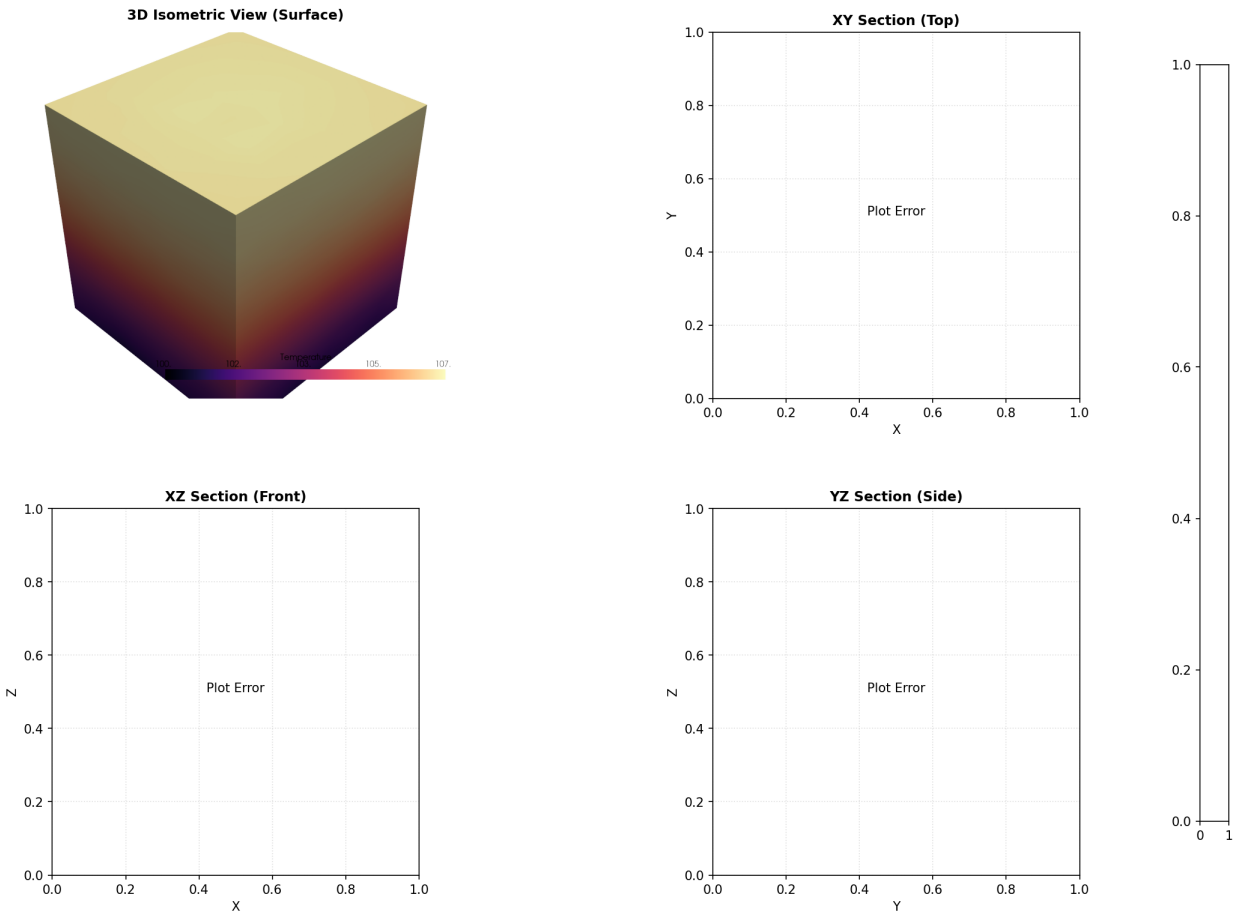 3D Isometric View (Surface)
Temperature
102.
105.
107.
XY Section (Top)
1.0
0.8
0.6
0.4
0.2
0.0
Y
Plot Error
0.0 0.2 0.4 0.6 0.8 1.0
X
1.0
0.8
0.6
0.4
0.2
0.0
0 1
XZ Section (Front)
1.0
0.8
0.6
0.4
0.2
0.0
Z
Plot Error
0.0 0.2 0.4 0.6 0.8 1.0
X
YZ Section (Side)
1.0
0.8
0.6
0.4
0.2
0.0
Z
Plot Error
0.0 0.2 0.4 0.6 0.8 1.0
Y